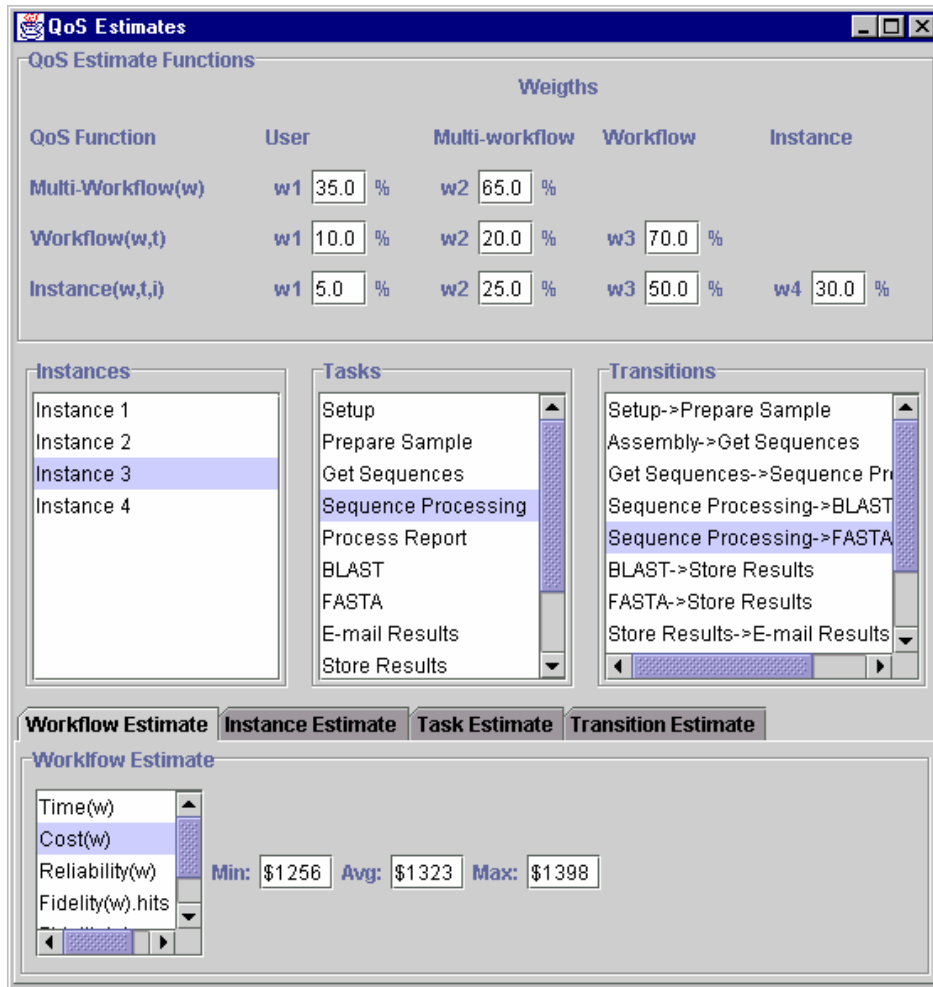 QoS Estimates
QoS Estimate Functions
Weigths
QoS Function User Multi-workflow Workflow Instance
Multi-Workflow(w) w1 35.0 % w2 65.0 %
Workflow(w,t) w1 10.0 % w2 20.0 % w3 70.0 %
Instance(w,t,i) w1 5.0 % w2 25.0 % w3 50.0 % w4 30.0 %
Instances
Instance 1
Instance 2
Instance 3
Instance 4
Tasks
Setup
Prepare Sample
Get Sequences
Sequence Processing
Process Report
BLAST
FASTA
E-mail Results
Store Results
Transitions
Setup->Prepare Sample
Assembly->Get Sequences
Get Sequences->Sequence Pr
Sequence Processing->BLAST
Sequence Processing->FASTA
BLAST->Store Results
FASTA->Store Results
Store Results->E-mail Results
Workflow Estimate Instance Estimate Task Estimate Transition Estimate
Worklfow Estimate
Time(w)
Cost(w)
Reliability(w)
Fidelity(w).hits
Min: $1256 Avg: $1323 Max: $1398